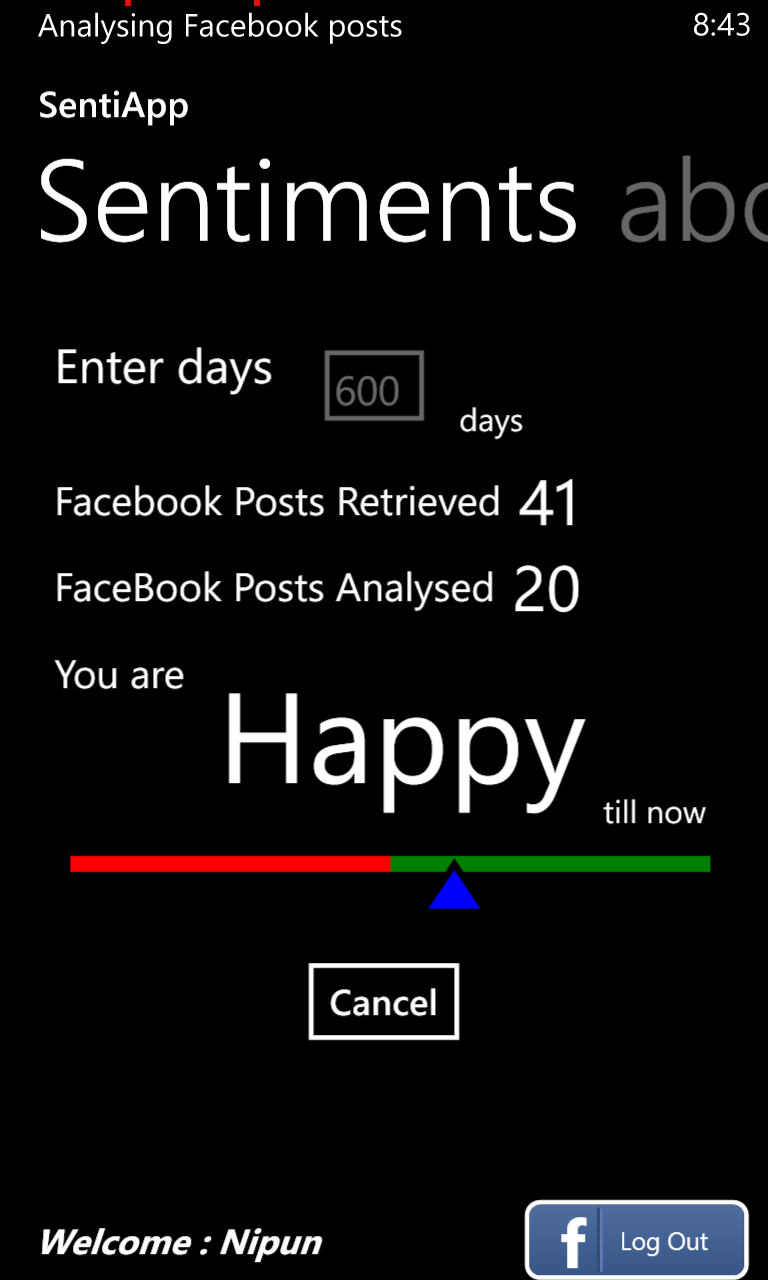 Analysing Facebook posts 8:43
SentiApp
Sentiments abo
Enter days 600 days
Facebook Posts Retrieved 41
FaceBook Posts Analysed 20
You are
Happy
till now
Cancel
Welcome : Nipun
f Log Out